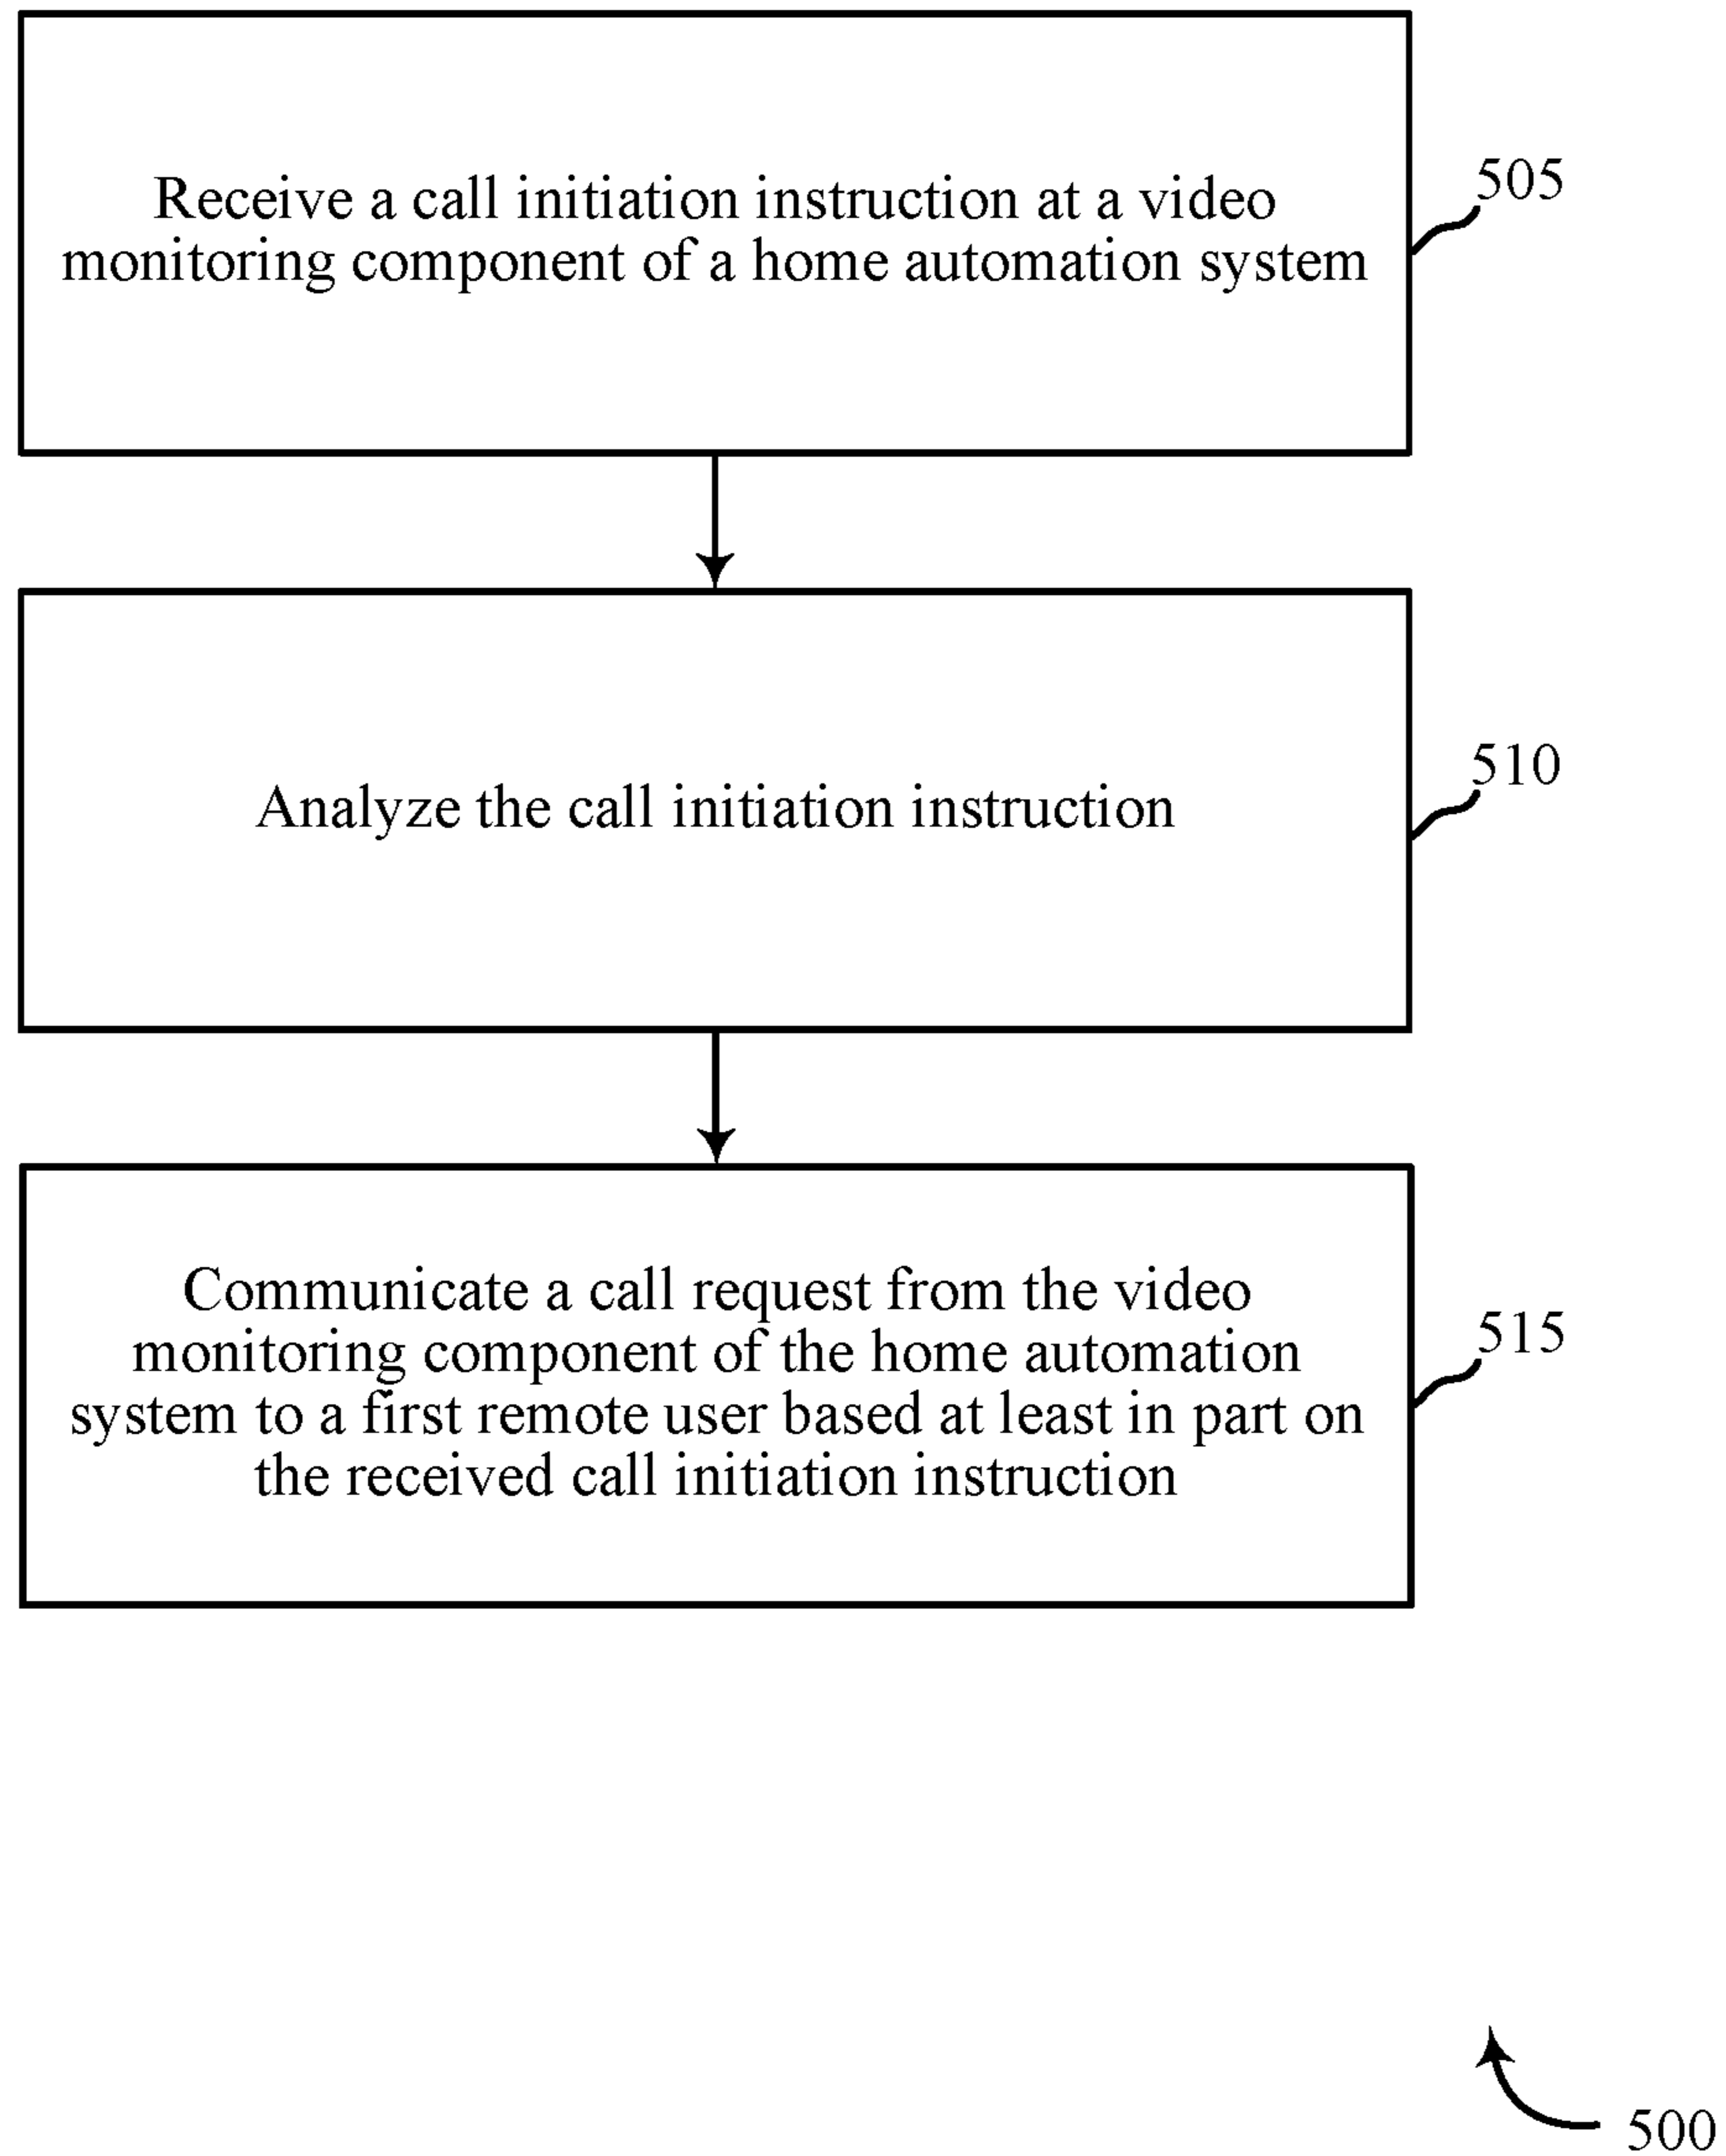 Receive a call initiation instruction at a video
monitoring component of a home automation system
505
Analyze the call initiation instruction
510
Communicate a call request from the video
monitoring component of the home automation
system to a first remote user based at least in part on
the received call initiation instruction
515
500